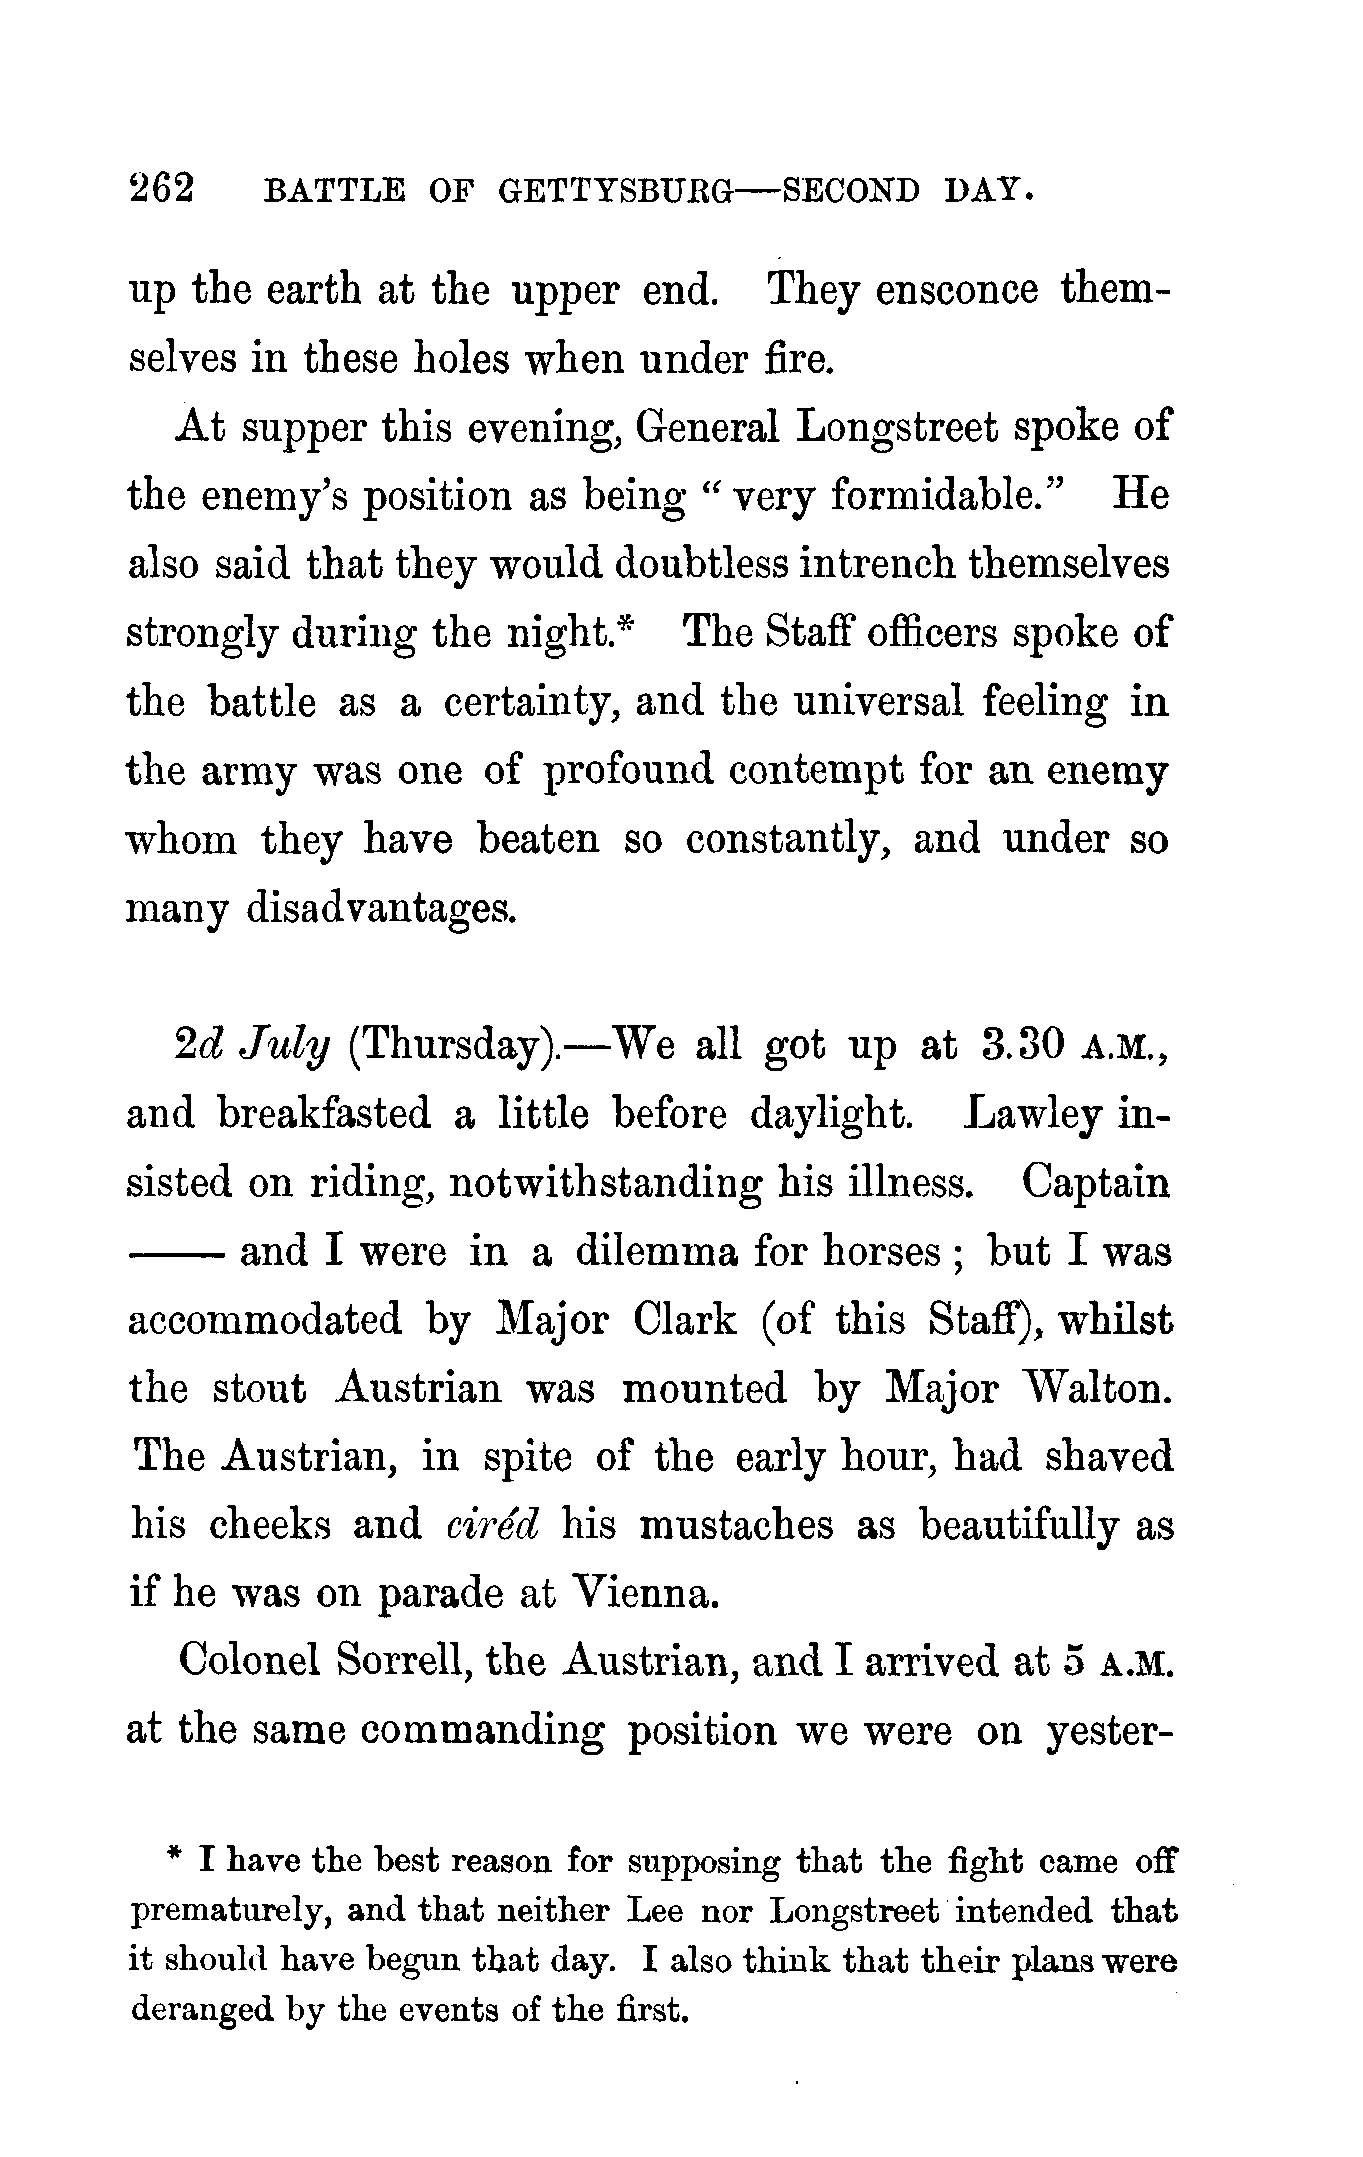 262 BATTLE OF GETTYSBURG—SECOND DAY.
up the earth at the upper end. They ensconce them-
selves in these holes when under fire.
At supper this evening, General Longstreet spoke of
the enemy's position as being “ very formidable.” He
also said that they would doubtless intrench themselves
strongly during the night.* The Staff officers spoke of
the battle as a certainty, and the universal feeling in
the army was one of profound contempt for an enemy
whom they have beaten so constantly, and under so
many disadvantages.
2d July (Thursday).—We all got up at 3.30 A.M.,
and breakfasted a little before daylight. Lawley in-
sisted on riding, notwithstanding his illness. Captain
—— and I were in a dilemma for horses ; but I was
accommodated by Major Clark (of this Staff), whilst
the stout Austrian was mounted by Major Walton.
The Austrian, in spite of the early hour, had shaved
his cheeks and ciréd his mustaches as beautifully as
if he was on parade at Vienna.
Colonel Sorrell, the Austrian, and I arrived at 5 A.M.
at the same commanding position we were on yester-
* I have the best reason for supposing that the fight came off
prematurely, and that neither Lee nor Longstreet intended that
it should have begun that day. I also think that their plans were
deranged by the events of the first.